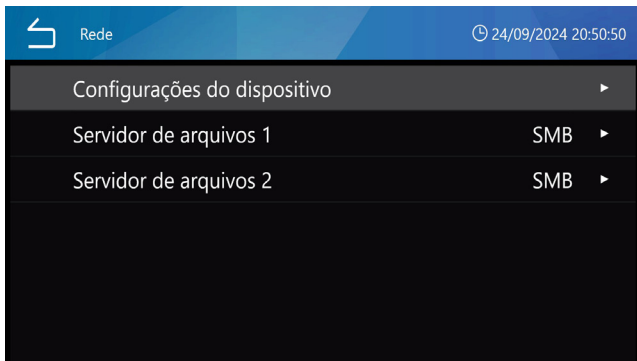 Rede 24/09/2024 20:50:50
Configurações do dispositivo
Servidor de arquivos 1 SMB
Servidor de arquivos 2 SMB